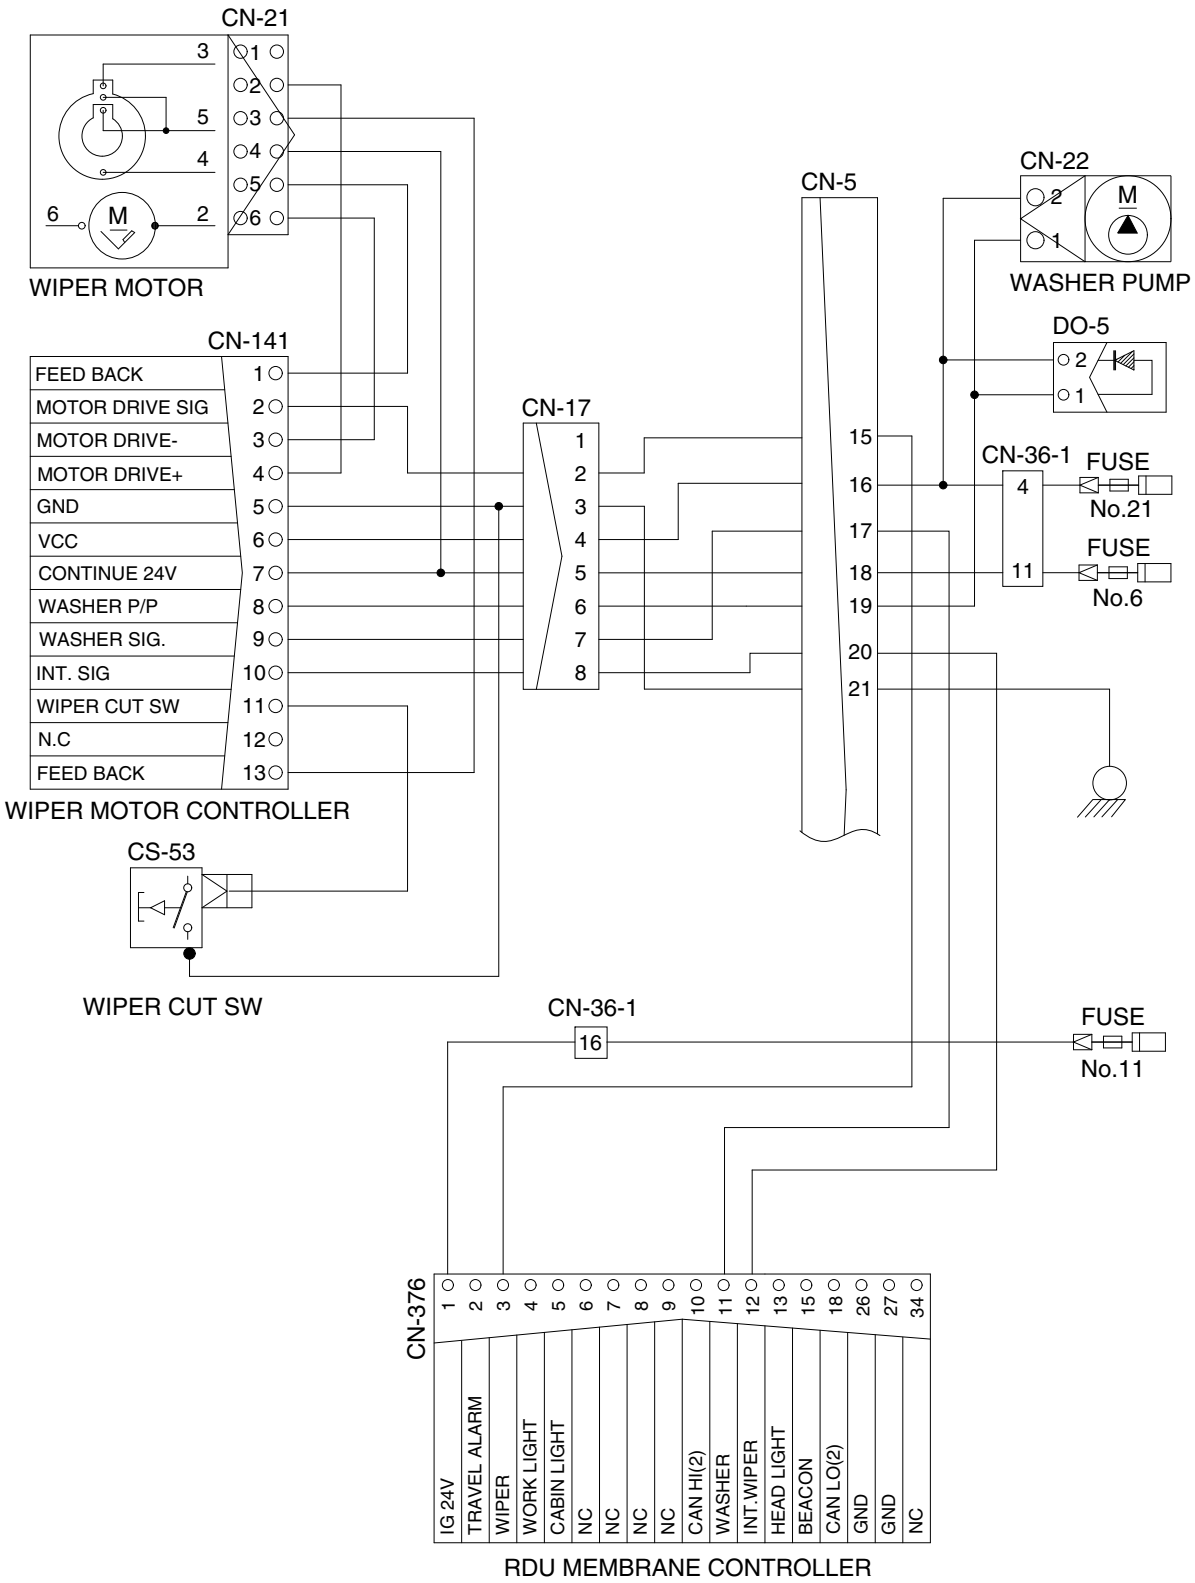 CN-21
3
5
4
6
M
2
1
2
3
4
5
6
WIPER MOTOR
CN-141
FEED BACK 1
MOTOR DRIVE SIG 2
MOTOR DRIVE- 3
MOTOR DRIVE+ 4
GND 5
VCC 6
CONTINUE 24V 7
WASHER P/P 8
WASHER SIG. 9
INT. SIG 10
WIPER CUT SW 11
N.C 12
FEED BACK 13
WIPER MOTOR CONTROLLER
CS-53
WIPER CUT SW
CN-17
1
2
3
4
5
6
7
8
CN-5
15
16
17
18
19
20
21
CN-22
2
1
M
WASHER PUMP
DO-5
2
1
CN-36-1
4
11
FUSE
No.21
FUSE
No.6
CN-36-1
16
FUSE
No.11
CN-376
1 IG 24V
2 TRAVEL ALARM
3 WIPER
4 WORK LIGHT
5 CABIN LIGHT
6 NC
7 NC
8 NC
9 NC
10 CAN HI(2)
11 WASHER
12 INT.WIPER
13 HEAD LIGHT
15 BEACON
18 CAN LO(2)
26 GND
27 GND
34 NC
RDU MEMBRANE CONTROLLER